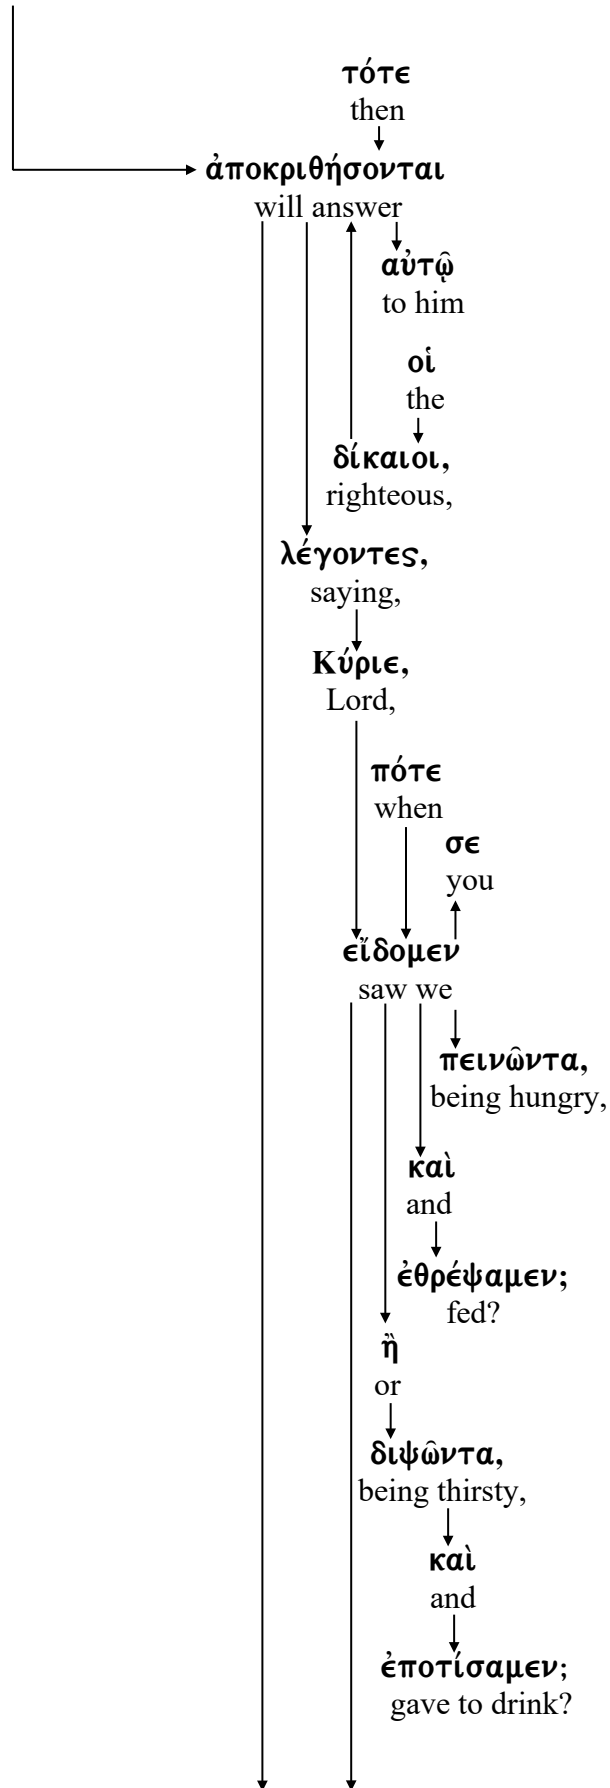 τότε
then
ἀποκριθήσονται
will answer
αὐτῷ
to him
οἱ
the
δίκαιοι,
righteous,
λέγοντες,
saying,
Κύριε,
Lord,
πότε
when
σε
you
εἴδομεν
saw we
πεινῶντα,
being hungry,
καὶ
and
ἐθρέψαμεν;
fed?
ἢ
or
διψῶντα,
being thirsty,
καὶ
and
ἐποτίσαμεν;
gave to drink?